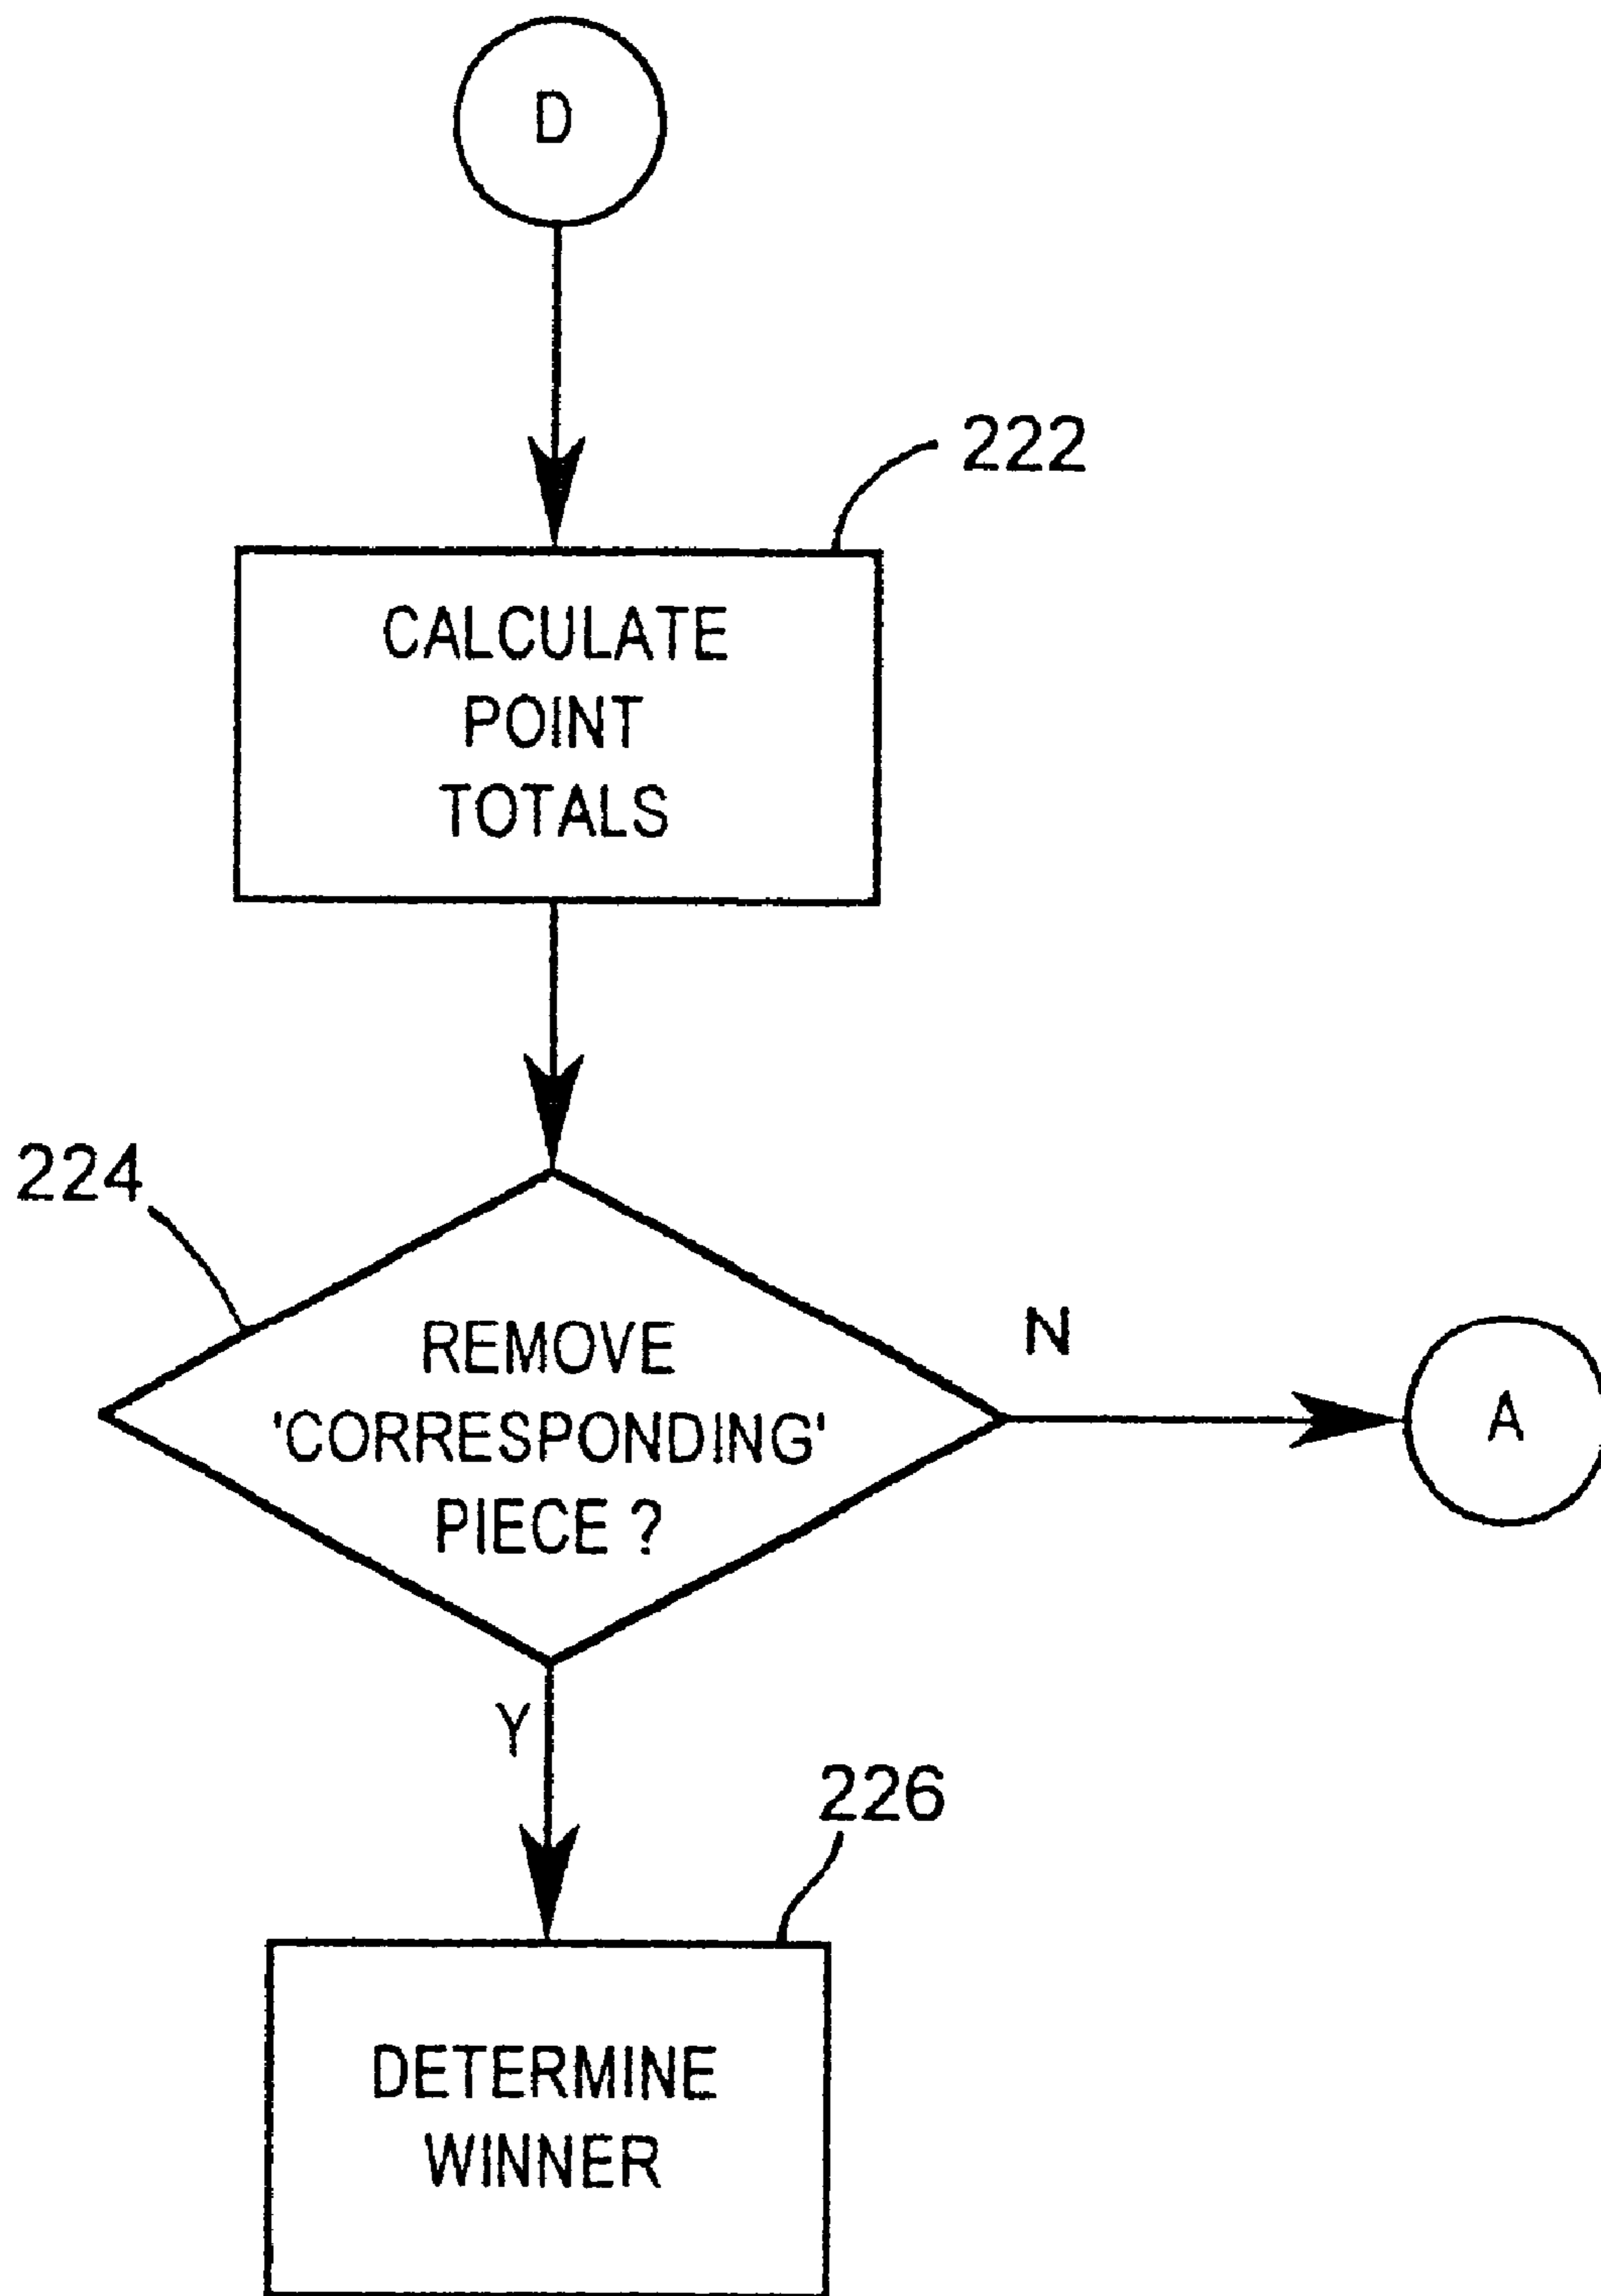 D
222
CALCULATE
POINT
TOTALS
224
REMOVE
'CORRESPONDING'
PIECE ?
N
A
Y
226
DETERMINE
WINNER